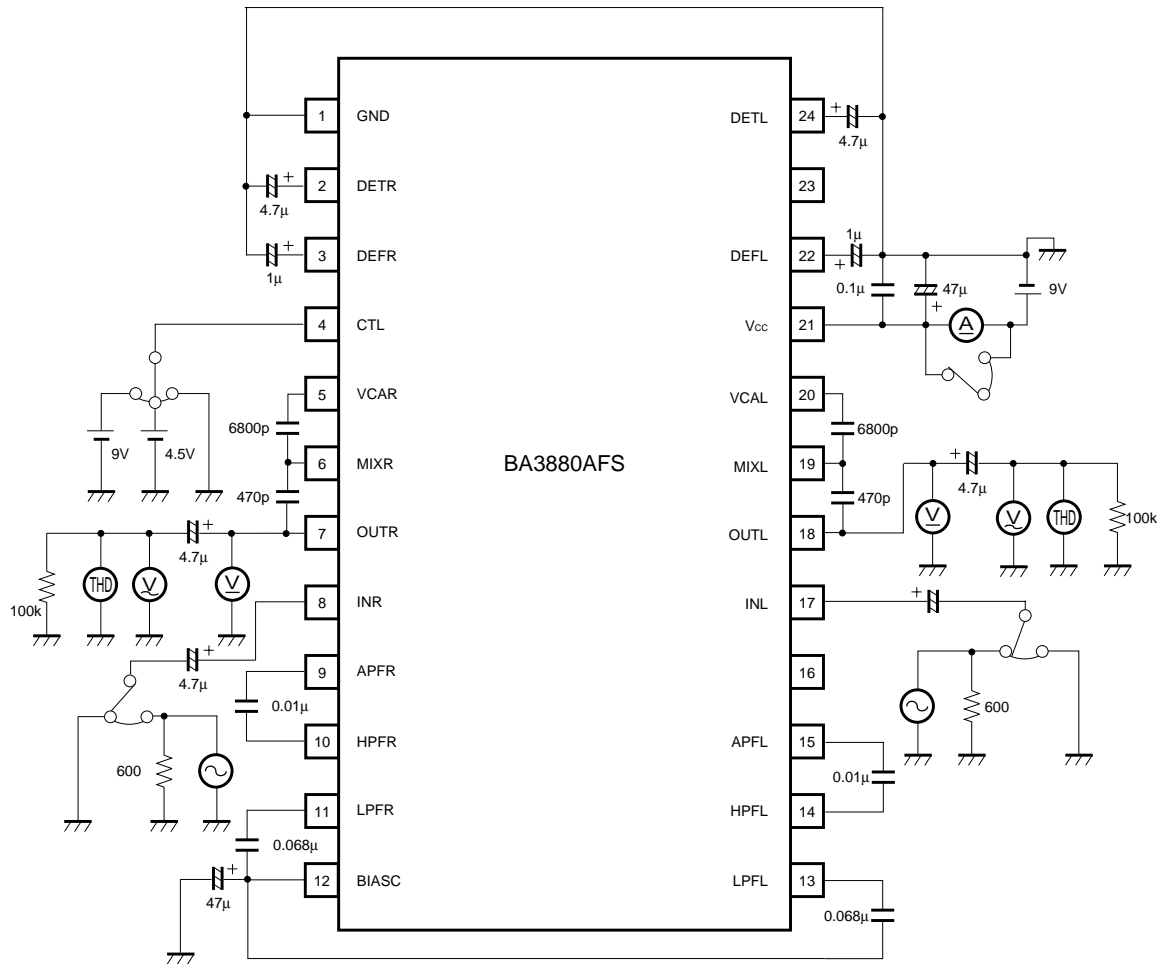 1 GND
DETL 24
4.7µ
2 DETR
4.7µ
23
3 DEFR
1µ
1µ
DEFL 22
0.1µ
47µ
9V
4 CTL
Vcc 21
A
5 VCAR
VCAL 20
6800p
6800p
9V
4.5V
6 MIXR
BA3880AFS
MIXL 19
470p
470p
4.7µ
7 OUTR
OUTL 18
4.7µ
V
V
THD
100k
THD
V
V
100k
8 INR
INL 17
4.7µ
9 APFR
16
0.01µ
600
10 HPFR
APFL 15
600
0.01µ
11 LPFR
HPFL 14
0.068µ
12 BIASC
LPFL 13
47µ
0.068µ
+
+
+
+
+
+
+
+
+
+
+